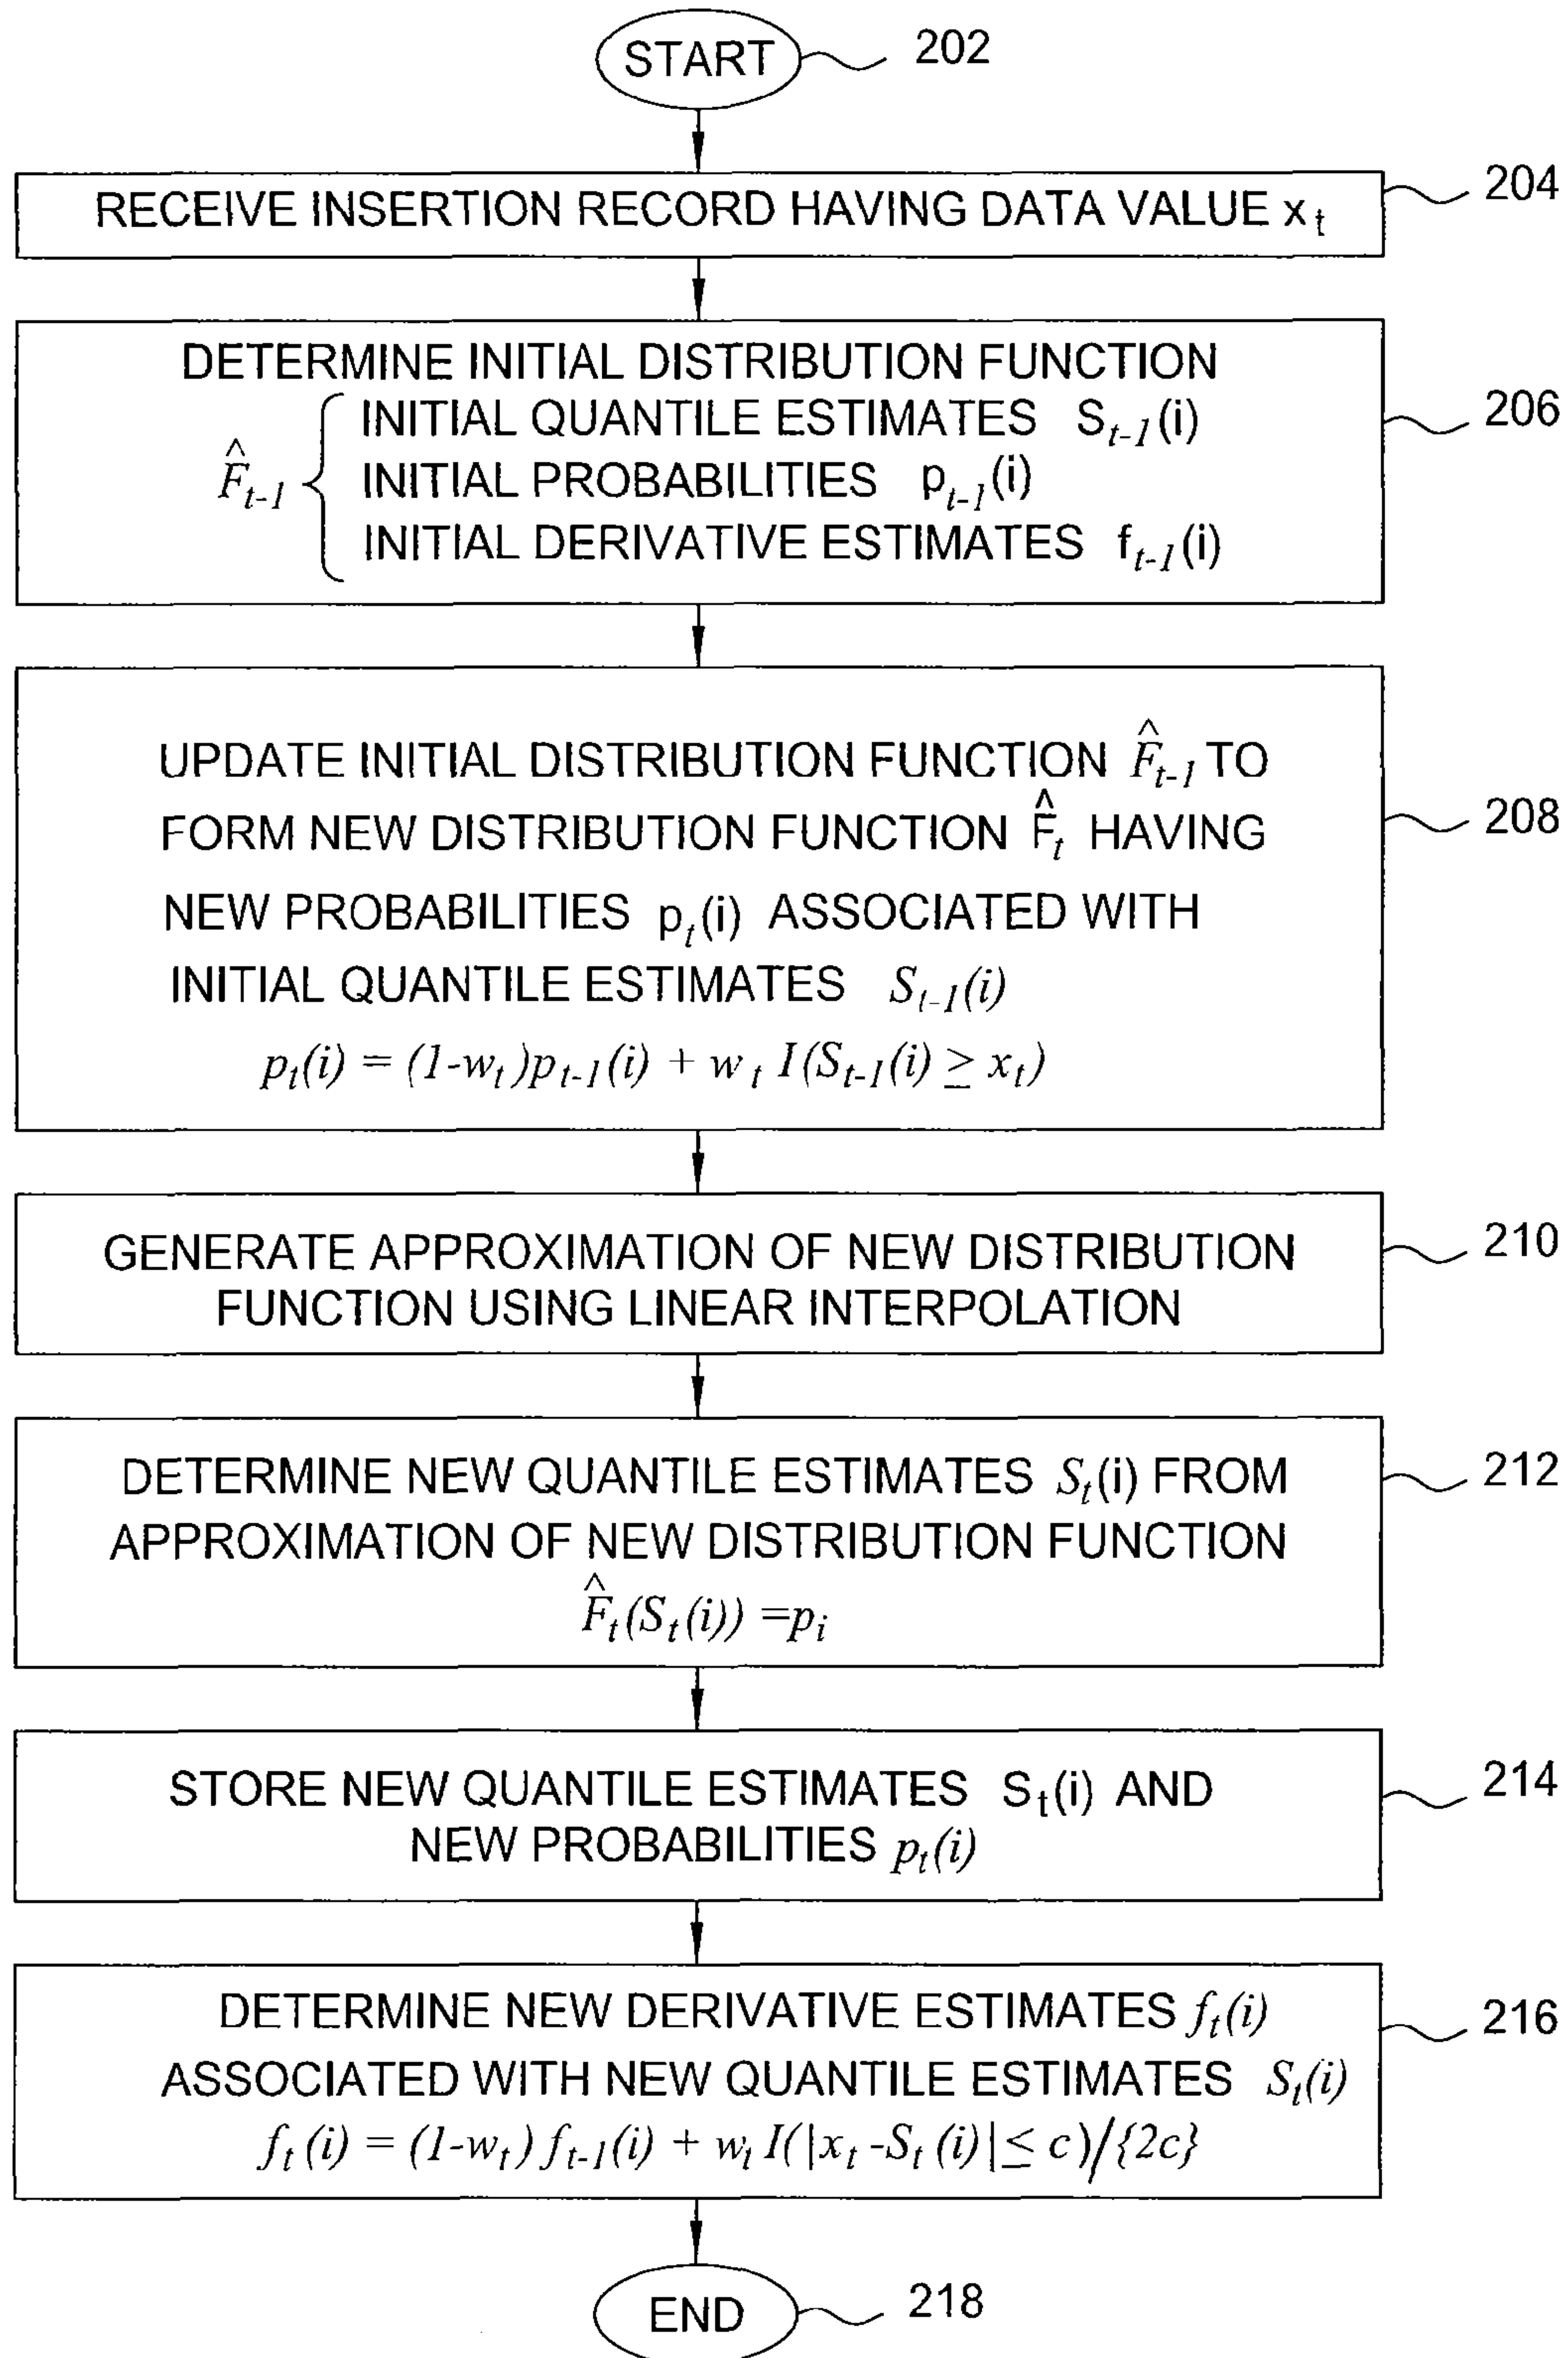 START 202
RECEIVE INSERTION RECORD HAVING DATA VALUE x_t 204
DETERMINE INITIAL DISTRIBUTION FUNCTION
INITIAL QUANTILE ESTIMATES S_{t-1}(i) 206
F̂_{t-1} { INITIAL PROBABILITIES p_{t-1}(i)
INITIAL DERIVATIVE ESTIMATES f_{t-1}(i)
UPDATE INITIAL DISTRIBUTION FUNCTION F̂_{t-1} TO
FORM NEW DISTRIBUTION FUNCTION F̂_t HAVING 208
NEW PROBABILITIES p_t(i) ASSOCIATED WITH
INITIAL QUANTILE ESTIMATES S_{t-1}(i)
p_t(i) = (1-w_t)p_{t-1}(i) + w_t I(S_{t-1}(i) ≥ x_t)
GENERATE APPROXIMATION OF NEW DISTRIBUTION 210
FUNCTION USING LINEAR INTERPOLATION
DETERMINE NEW QUANTILE ESTIMATES S_t(i) FROM 212
APPROXIMATION OF NEW DISTRIBUTION FUNCTION
F̂_t(S_t(i)) =p_i
STORE NEW QUANTILE ESTIMATES S_t(i) AND 214
NEW PROBABILITIES p_t(i)
DETERMINE NEW DERIVATIVE ESTIMATES f_t(i) 216
ASSOCIATED WITH NEW QUANTILE ESTIMATES S_t(i)
f_t(i) = (1-w_t) f_{t-1}(i) + w_t I(|x_t -S_t(i)| ≤ c)/{2c}
END 218